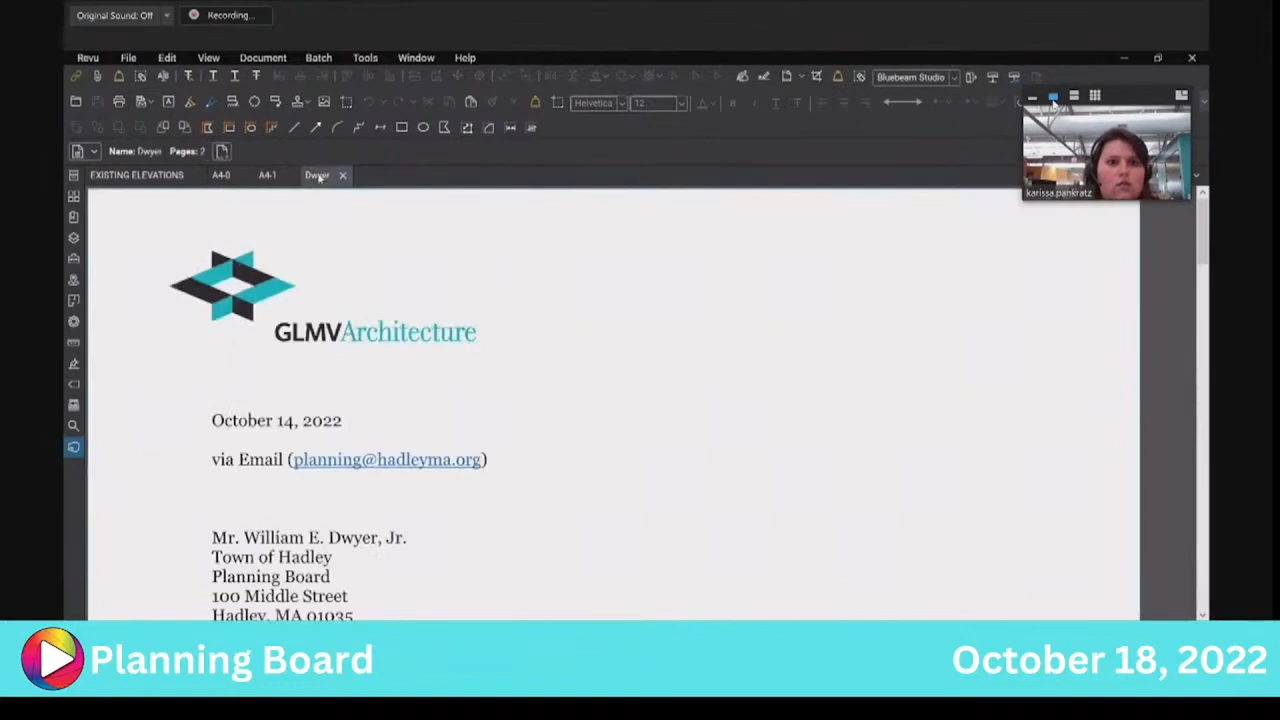 Original Sound: Off
Recording...
Revu File Edit View Document Batch Tools Window Help
Bluebeam Studio
Helvetica 12
Name: Dwyer Pages: 2
karissa.pankratz
EXISTING ELEVATIONS A4-0 A4-1 Dwyer
GLMVArchitecture
October 14, 2022
via Email (planning@hadleyma.org)
Mr. William E. Dwyer, Jr.
Town of Hadley
Planning Board
100 Middle Street
Hadley, MA 01035
Planning Board
October 18, 2022